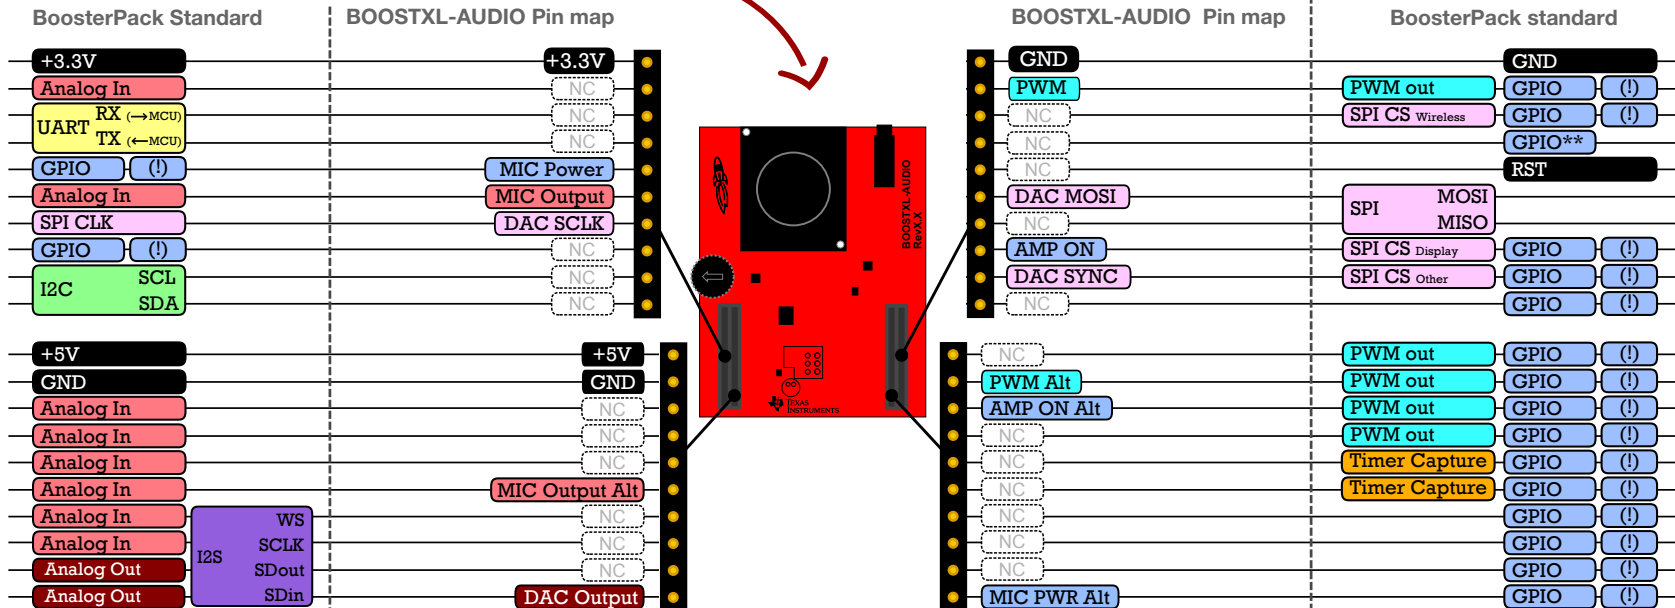 BoosterPack Standard BOOSTXL-AUDIO Pin map BOOSTXL-AUDIO Pin map BoosterPack standard
+3.3V +3.3V GND GND
Analog In NC PWM PWM out GPIO (!)
UART RX (→MCU) NC NC SPI CS Wireless GPIO (!)
TX (←MCU) NC NC GPIO**
GPIO (!) MIC Power NC RST
Analog In MIC Output DAC MOSI SPI MOSI
SPI CLK DAC SCLK NC MISO
GPIO (!) NC AMP ON SPI CS Display GPIO (!)
I2C SCL NC DAC SYNC SPI CS Other GPIO (!)
SDA NC NC GPIO (!)
BOOSTXL-AUDIO
RevX.X
TEXAS
INSTRUMENTS
+5V +5V NC PWM out GPIO (!)
GND GND PWM Alt PWM out GPIO (!)
Analog In NC AMP ON Alt PWM out GPIO (!)
Analog In NC NC PWM out GPIO (!)
Analog In NC NC Timer Capture GPIO (!)
Analog In MIC Output Alt NC Timer Capture GPIO (!)
Analog In I2S WS NC NC GPIO (!)
Analog In SCLK NC NC GPIO (!)
Analog Out SDout NC NC GPIO (!)
Analog Out SDin DAC Output MIC PWR Alt GPIO (!)